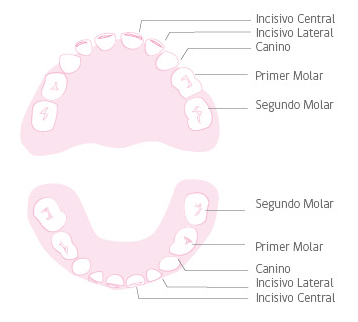 Incisivo Central
Incisivo Lateral
Canino
Primer Molar
Segundo Molar
Segundo Molar
Primer Molar
Canino
Incisivo Lateral
Incisivo Central